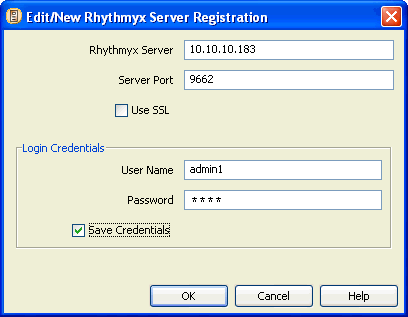 Edit/New Rhythmyx Server Registration
Rhythmyx Server 10.10.10.183
Server Port 9662
Use SSL
Login Credentials
User Name admin1
Password ****
Save Credentials
OK Cancel Help